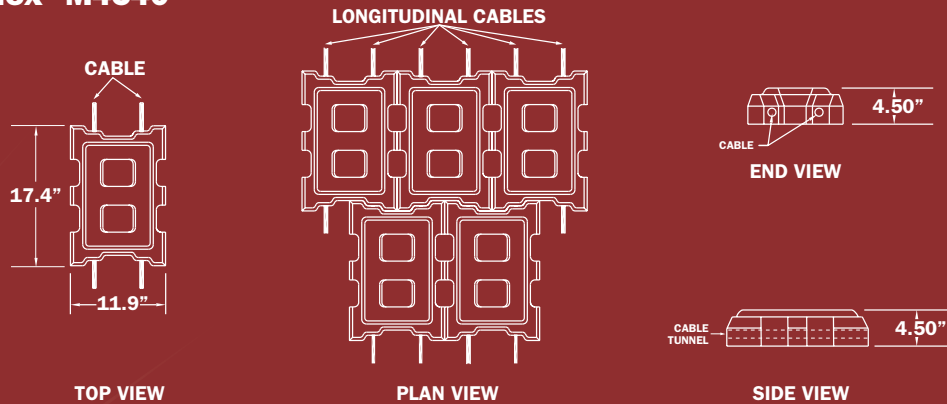 LONGITUDINAL CABLES
CABLE
17.4”
11.9”
TOP VIEW
PLAN VIEW
4.50”
CABLE
END VIEW
CABLE
TUNNEL
4.50”
SIDE VIEW